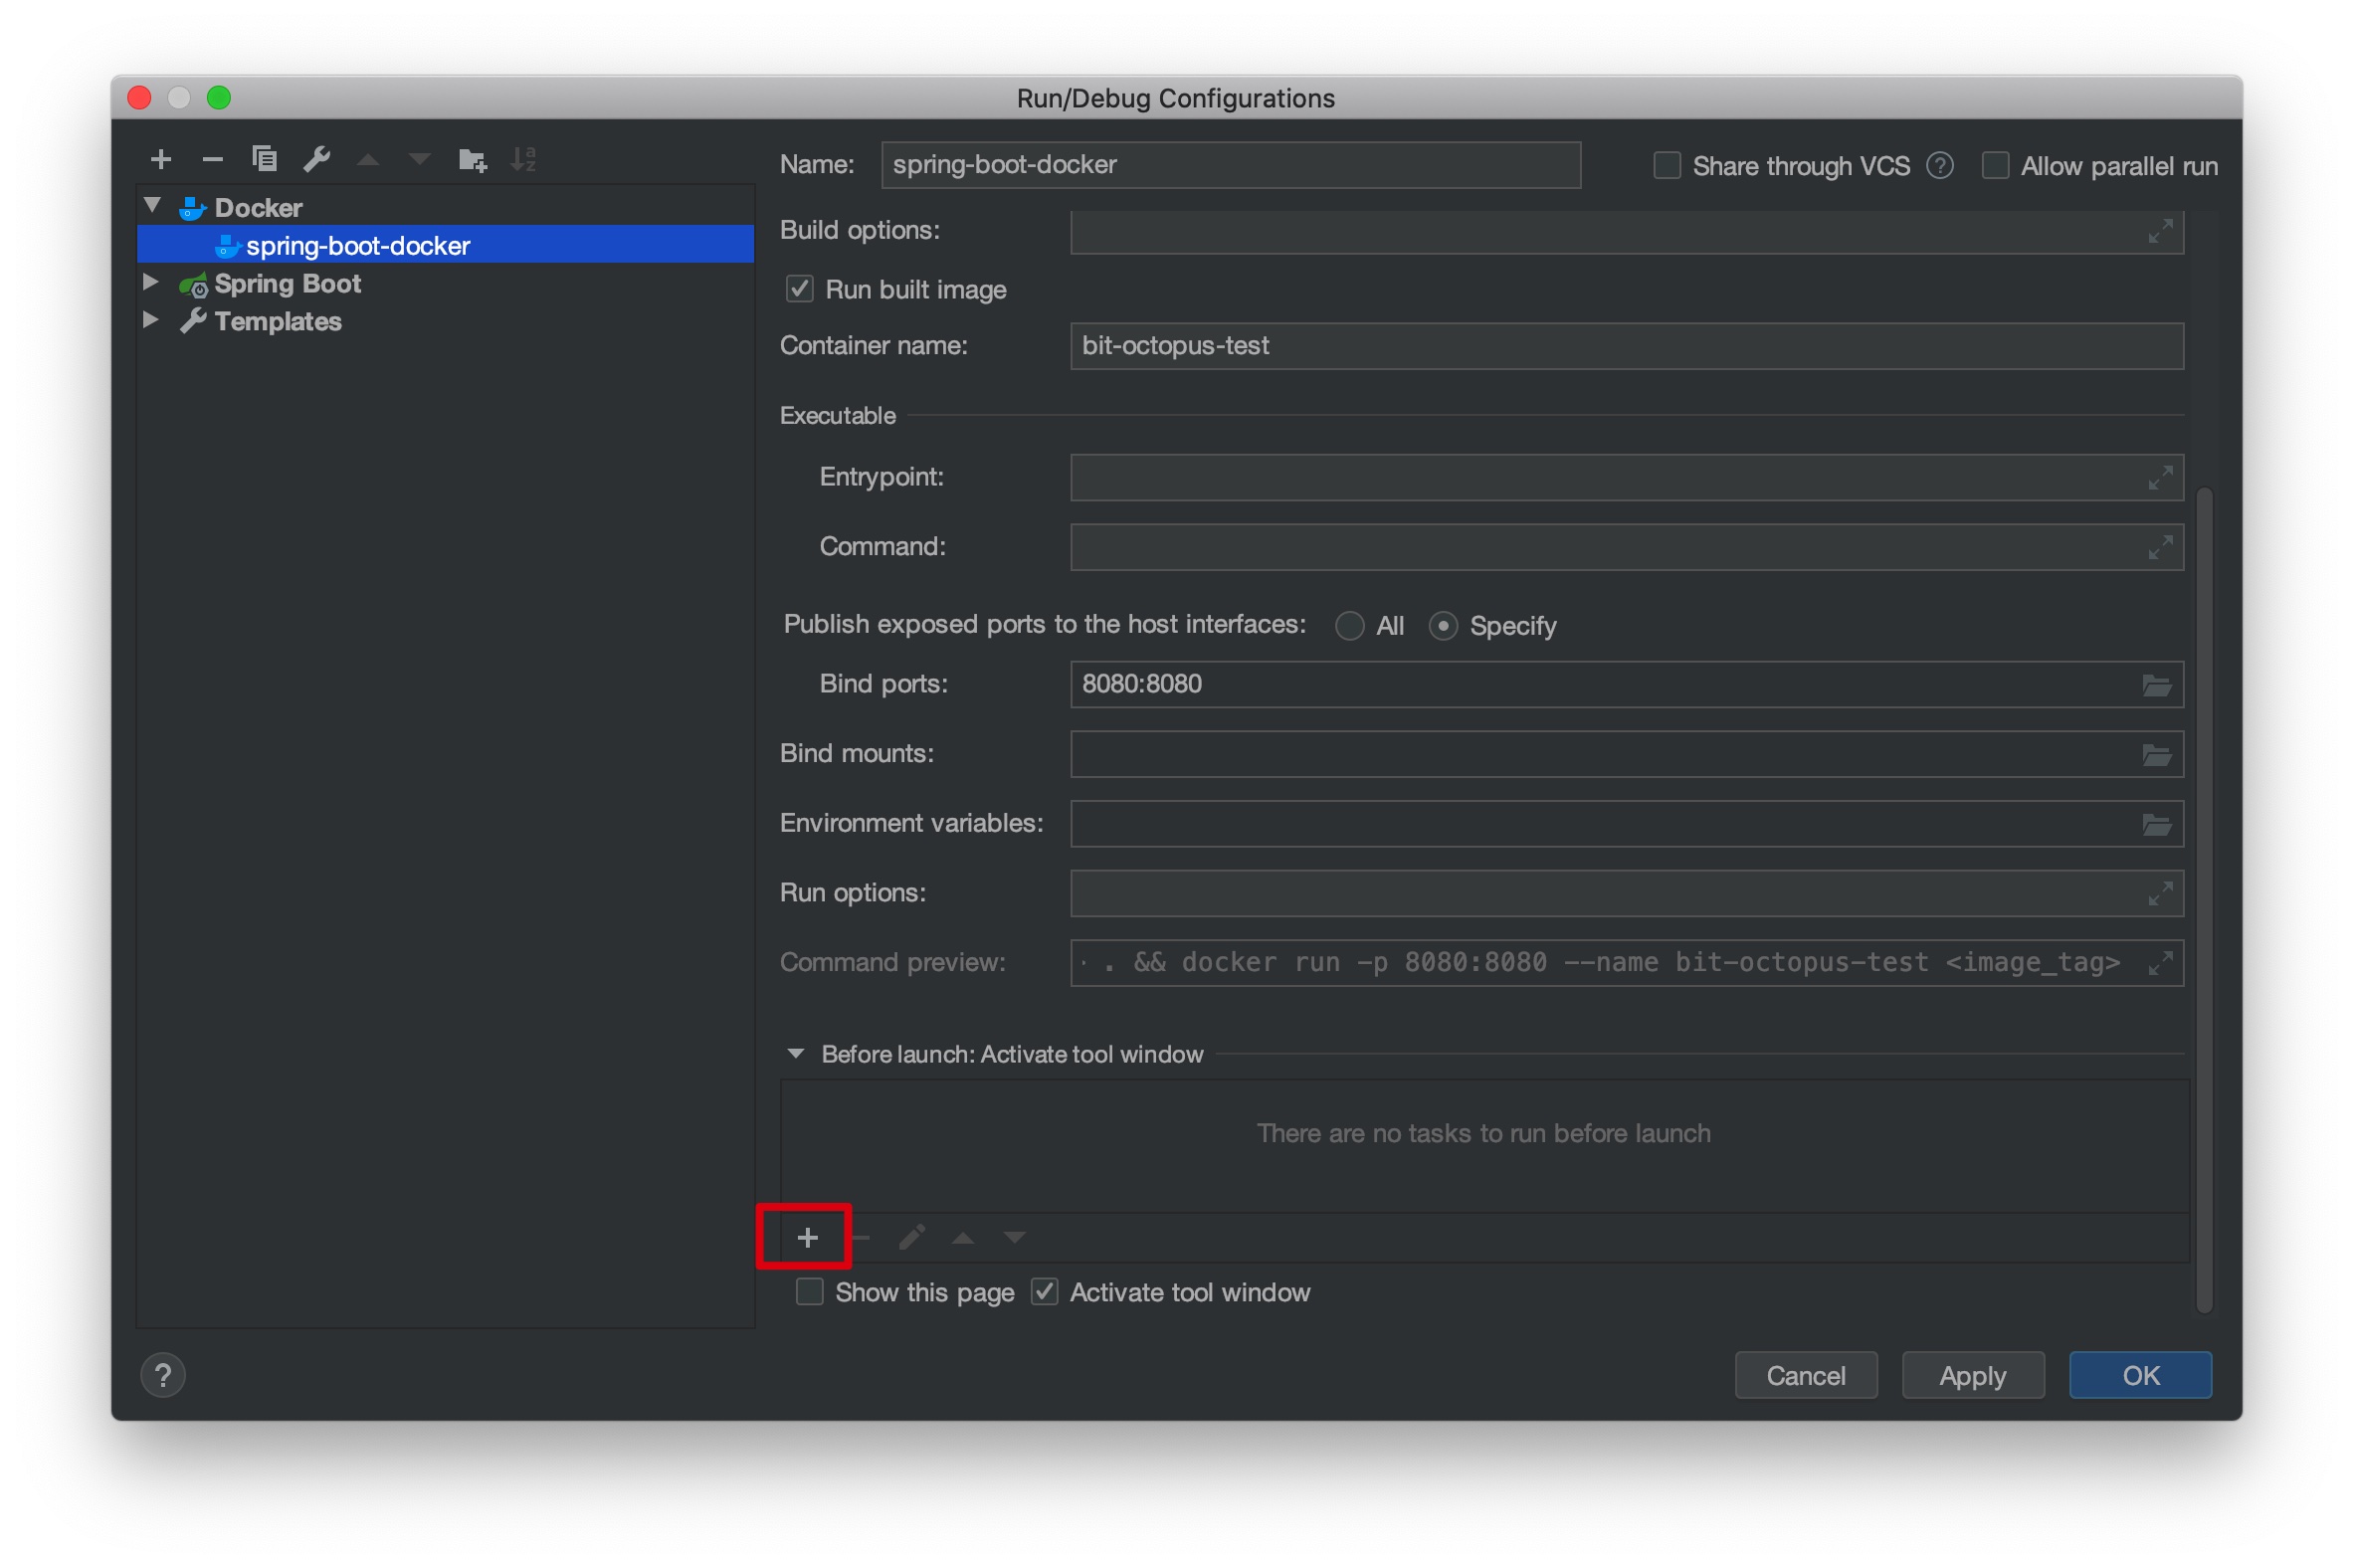 Run/Debug Configurations
Name: spring-boot-docker
Share through VCS ?
Allow parallel run
Docker
spring-boot-docker
Spring Boot
Templates
Build options:
Run built image
Container name: bit-octopus-test
Executable
Entrypoint:
Command:
Publish exposed ports to the host interfaces: All Specify
Bind ports: 8080:8080
Bind mounts:
Environment variables:
Run options:
Command preview: . && docker run -p 8080:8080 --name bit-octopus-test <image_tag>
Before launch: Activate tool window
There are no tasks to run before launch
Show this page Activate tool window
? Cancel Apply OK